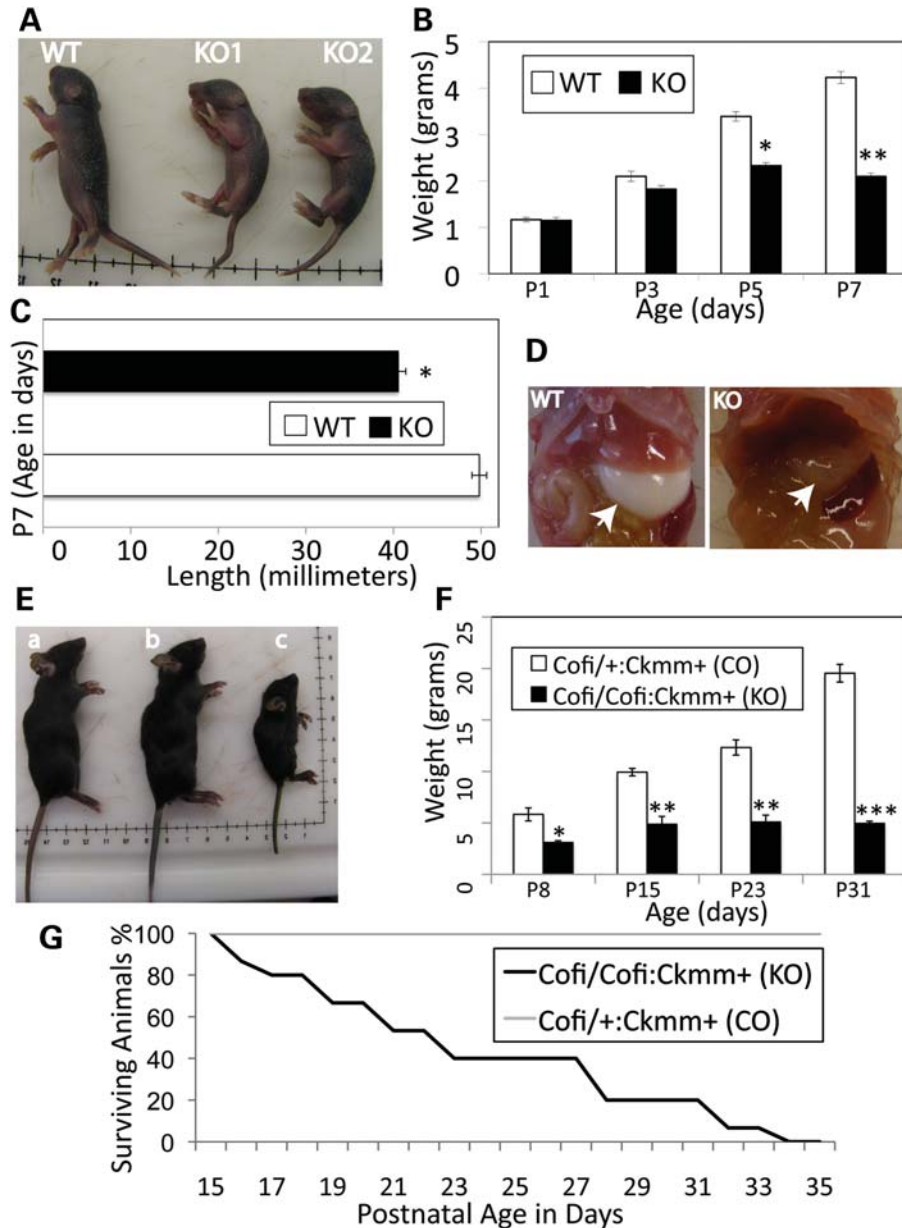 A
WT
KO1
KO2
B
Weight (grams)
5
4
3
2
1
0
WT KO
*
**
P1 P3 P5 P7
Age (days)
C
P7 (Age in days)
*
WT KO
0 10 20 30 40 50
Length (millimeters)
D
WT
KO
E
a
b
c
F
Weight (grams)
25
20
15
10
5
0
Cofi/+:Ckmm+ (CO)
Cofi/Cofi:Ckmm+ (KO)
*
**
**
***
P8 P15 P23 P31
Age (days)
G
Surviving Animals %
100
80
60
40
20
0
Cofi/Cofi:Ckmm+ (KO)
Cofi/+:Ckmm+ (CO)
15 17 19 21 23 25 27 29 31 33 35
Postnatal Age in Days